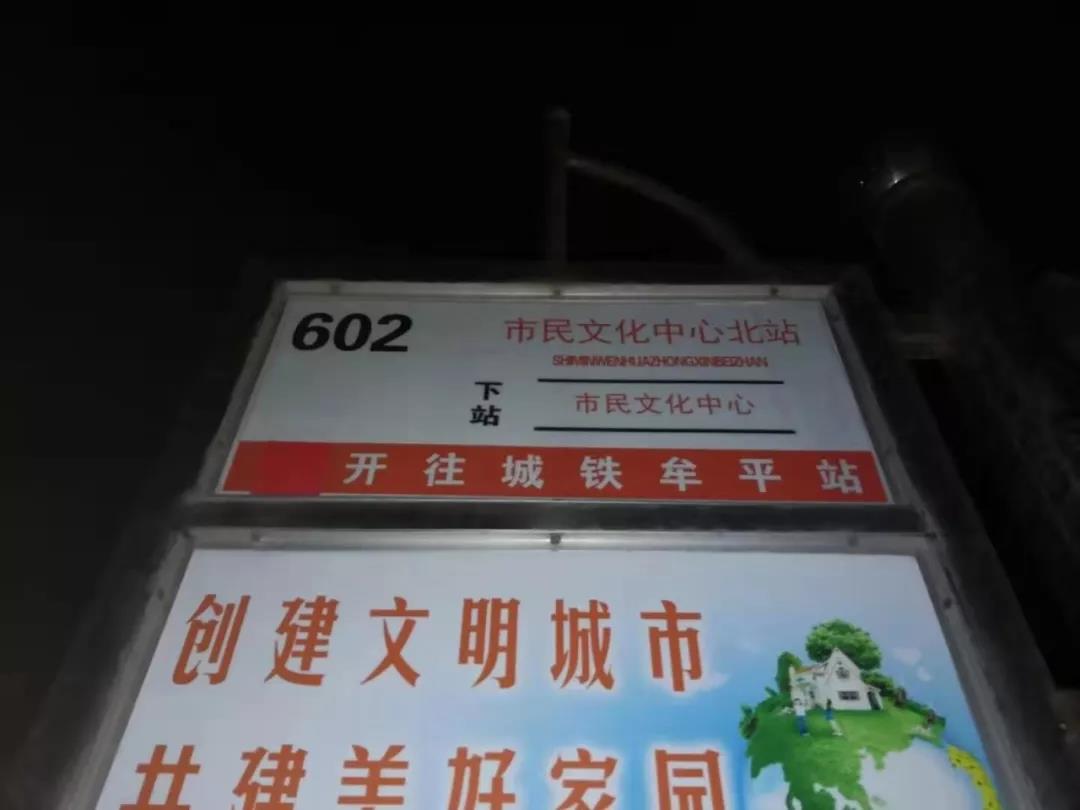 602
市民文化中心北站
SHIMINWENHUAZHONGXINBEIZHAN
下站
市民文化中心
开往城铁牟平站
创建文明城市
共建美好家园